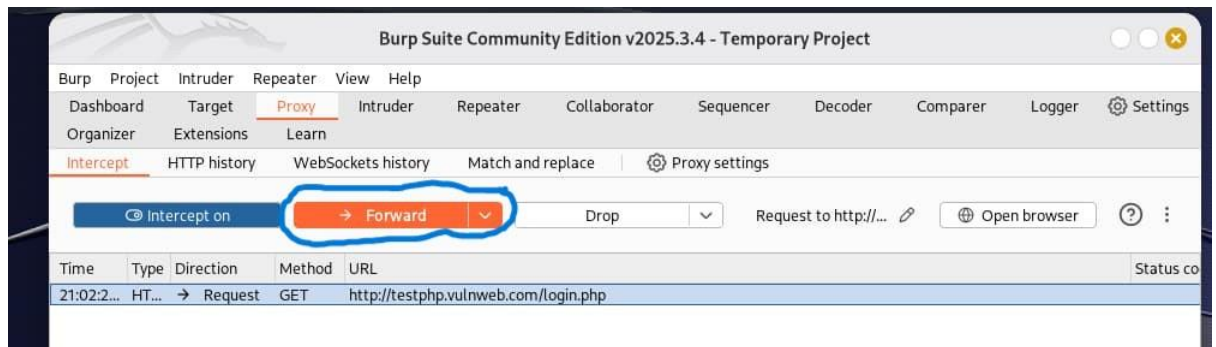 Burp Suite Community Edition v2025.3.4 - Temporary Project
Burp Project Intruder Repeater View Help
Dashboard Target Proxy Intruder Repeater Collaborator Sequencer Decoder Comparer Logger Settings
Organizer Extensions Learn
Intercept HTTP history WebSockets history Match and replace Proxy settings
Intercept on → Forward Drop Request to http://... Open browser ?
Time Type Direction Method URL Status co
21:02:2... HT... → Request GET http://testphp.vulnweb.com/login.php